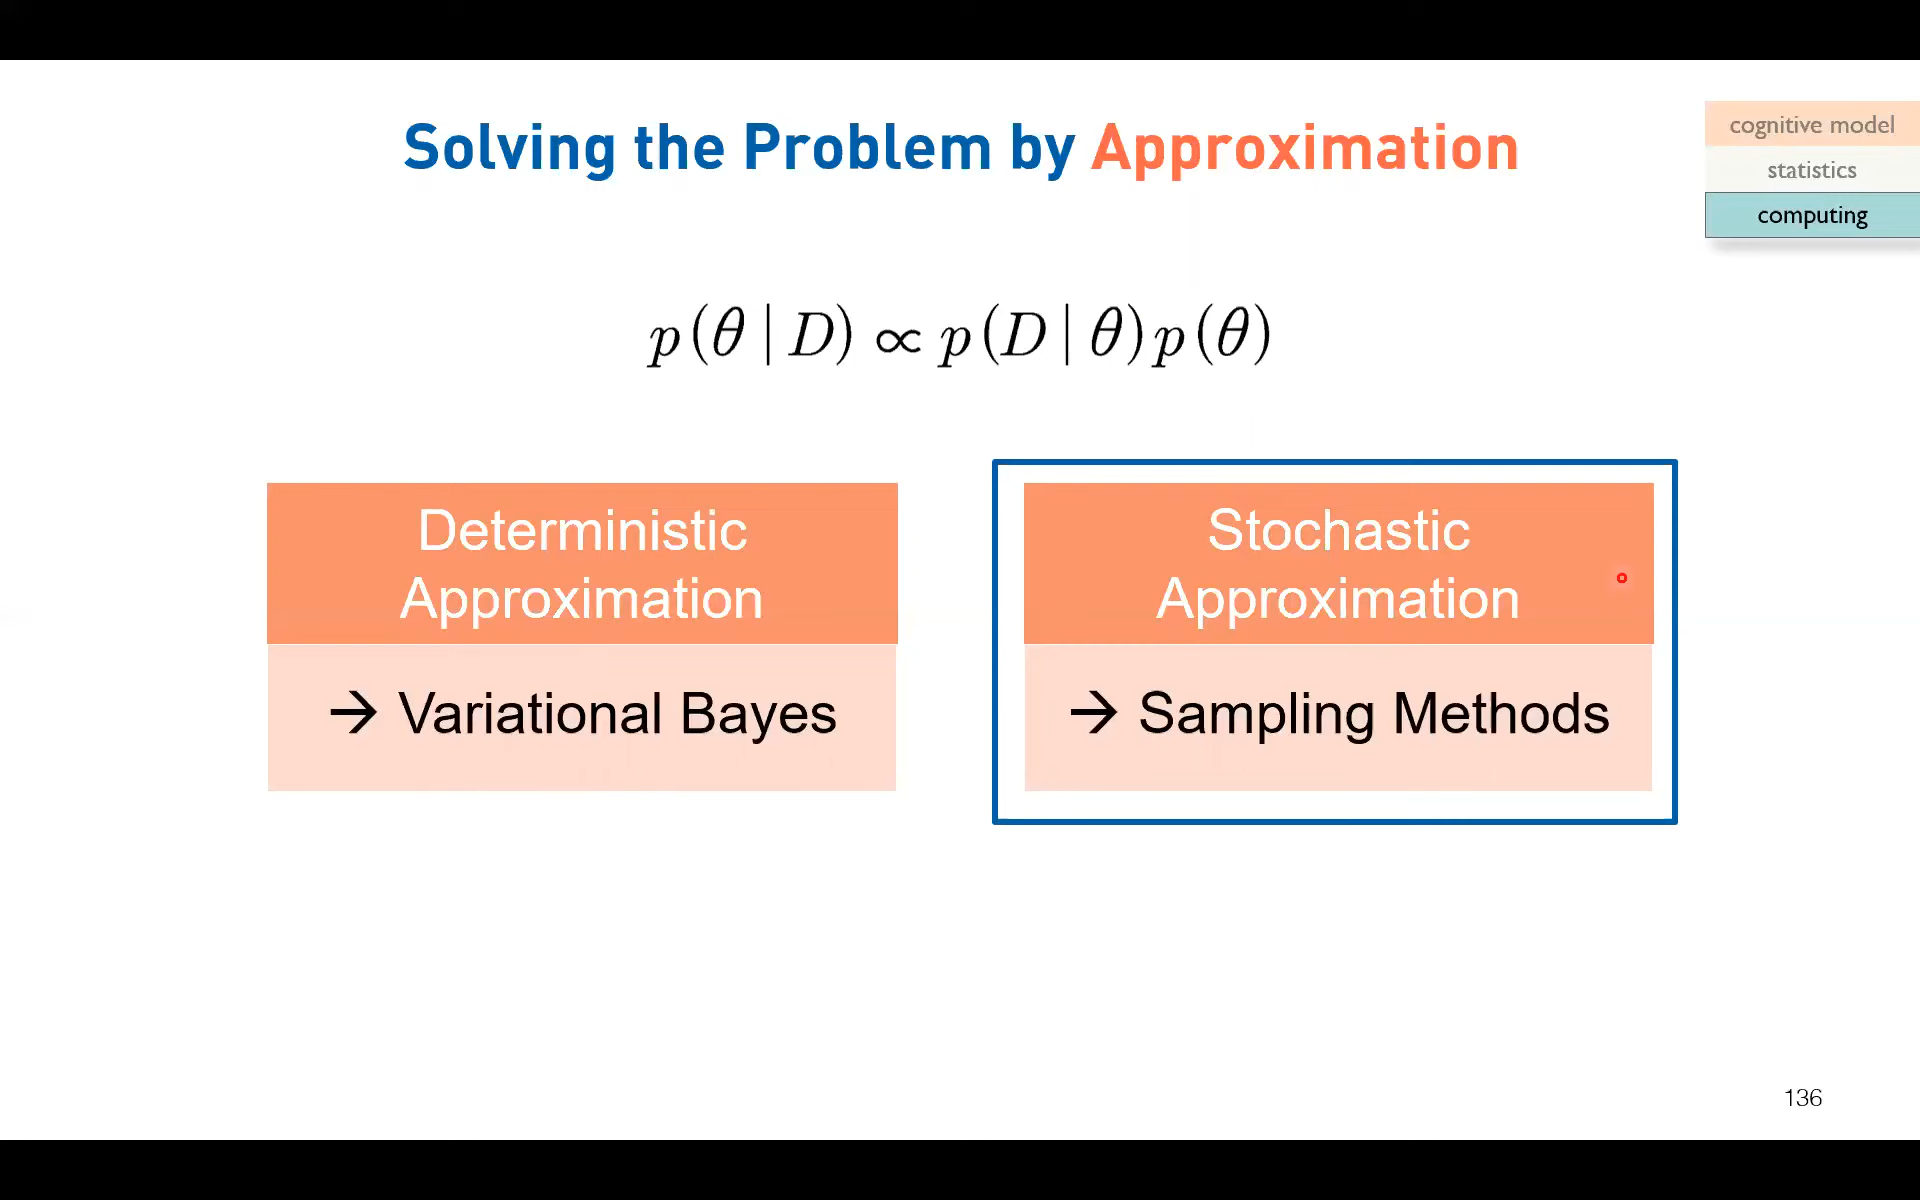 Solving the Problem by Approximation
cognitive model
statistics
computing
p(θ | D) ∝ p(D | θ)p(θ)
Deterministic
Approximation
→ Variational Bayes
Stochastic
Approximation
→ Sampling Methods
136